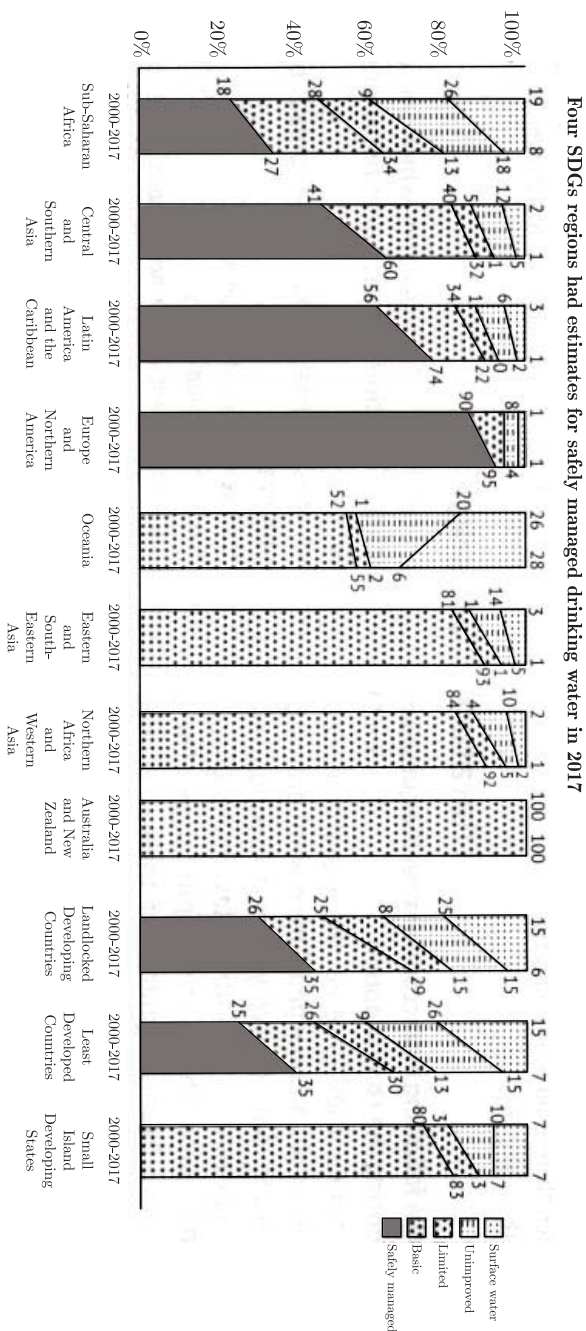 Four SDGs regions had estimates for safely managed drinking water in 2017
100%
80%
60%
40%
20%
0%
19 8
26 18
9 13
28 34
18 27
2000-2017
Sub-Saharan
Africa
2 1
12 5
5 1
40 32
41 60
2000-2017
Central
and
Southern
Asia
3 1
6 2
1 0
34 22
56 74
2000-2017
Latin
America
and the
Caribbean
1 1
8 4
90 95
2000-2017
Europe
and
Northern
America
26 28
20 6
1 2
52 55
2000-2017
Oceania
3 1
14 5
1 1
81 93
2000-2017
Eastern
and
South-
Eastern
Asia
2 1
10 2
4 5
84 92
2000-2017
Northern
Africa
and
Western
Asia
100 100
2000-2017
Australia
and New
Zealand
15 6
25 15
8 15
25 29
26 35
2000-2017
Landlocked
Developing
Countries
15 7
26 15
9 13
26 30
25 35
2000-2017
Least
Developed
Countries
7 7
10 7
3 3
80 83
2000-2017
Small
Island
Developing
States
Surface water
Unimproved
Limited
Basic
Safely managed